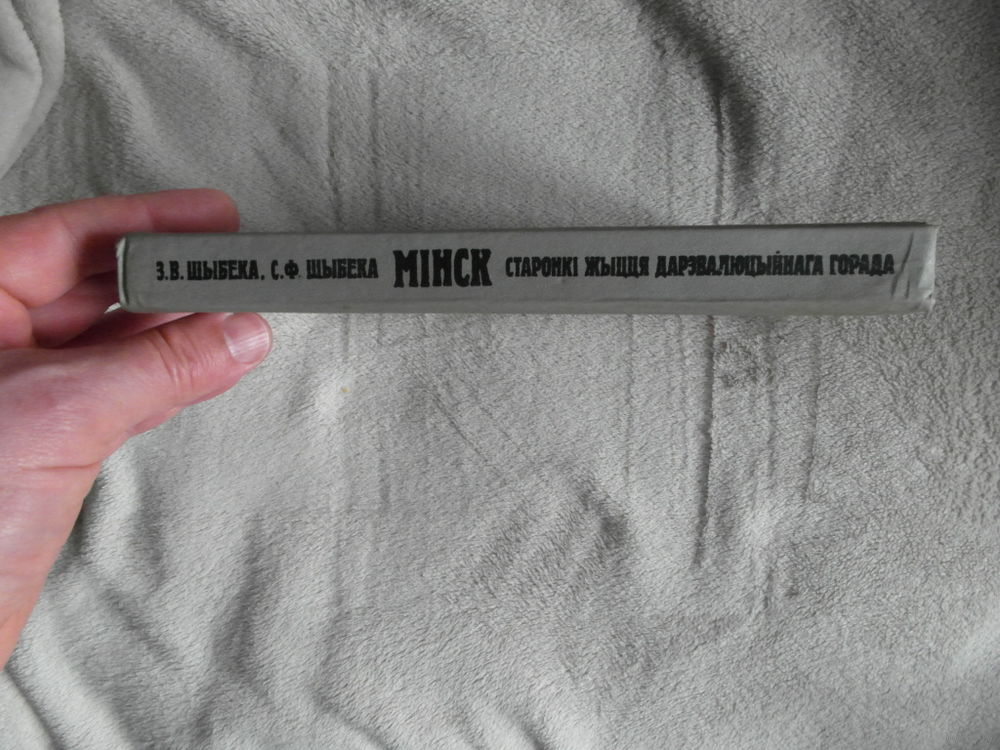 З.В. ШЫБЕКА, С.Ф. ШЫБЕКА МІНСК СТАРОНКІ ЖЫЦЦЯ ДАРЭВАЛЮЦЫЙНАГА ГОРАДА